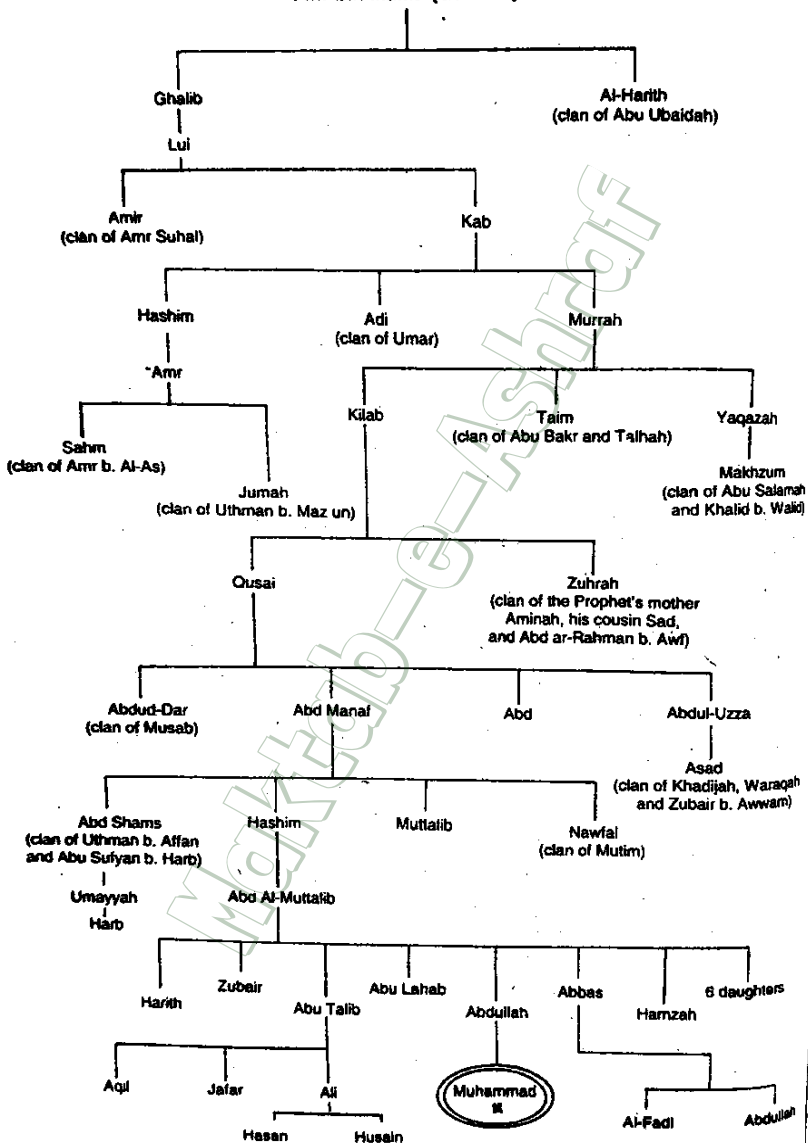 Ghalib
Al-Harith
(clan of Abu Ubaidah)
Lui
Amir
(clan of Amr Suhal)
Kab
Hashim
Adi
(clan of Umar)
Murrah
Amr
Kilab
Taim
(clan of Abu Bakr and Talhah)
Yaqazah
Sahm
(clan of Amr b. Al-As)
Jumah
(clan of Uthman b. Maz un)
Makhzum
(clan of Abu Salamah
and Khalid b. Walid)
Qusai
Zuhrah
(clan of the Prophet's mother
Aminah, his cousin Sad,
and Abd ar-Rahman b. Awf)
Abdud-Dar
(clan of Musab)
Abd Manaf
Abd
Abdul-Uzza
Asad
(clan of Khadijah, Waraqah
and Zubair b. Awwam)
Abd Shams
(clan of Uthman b. Affan
and Abu Sufyan b. Harb)
Hashim
Muttalib
Nawfal
(clan of Mutim)
Umayyah
Harb
Abd Al-Muttalib
Harith
Zubair
Abu Talib
Abu Lahab
Abdullah
Abbas
Hamzah
6 daughters
Aqil
Jafar
Ali
Muhammad
ﷺ
Al-Fadl
Abdullah
Hasan
Husain
Maktab-e-Ashraf